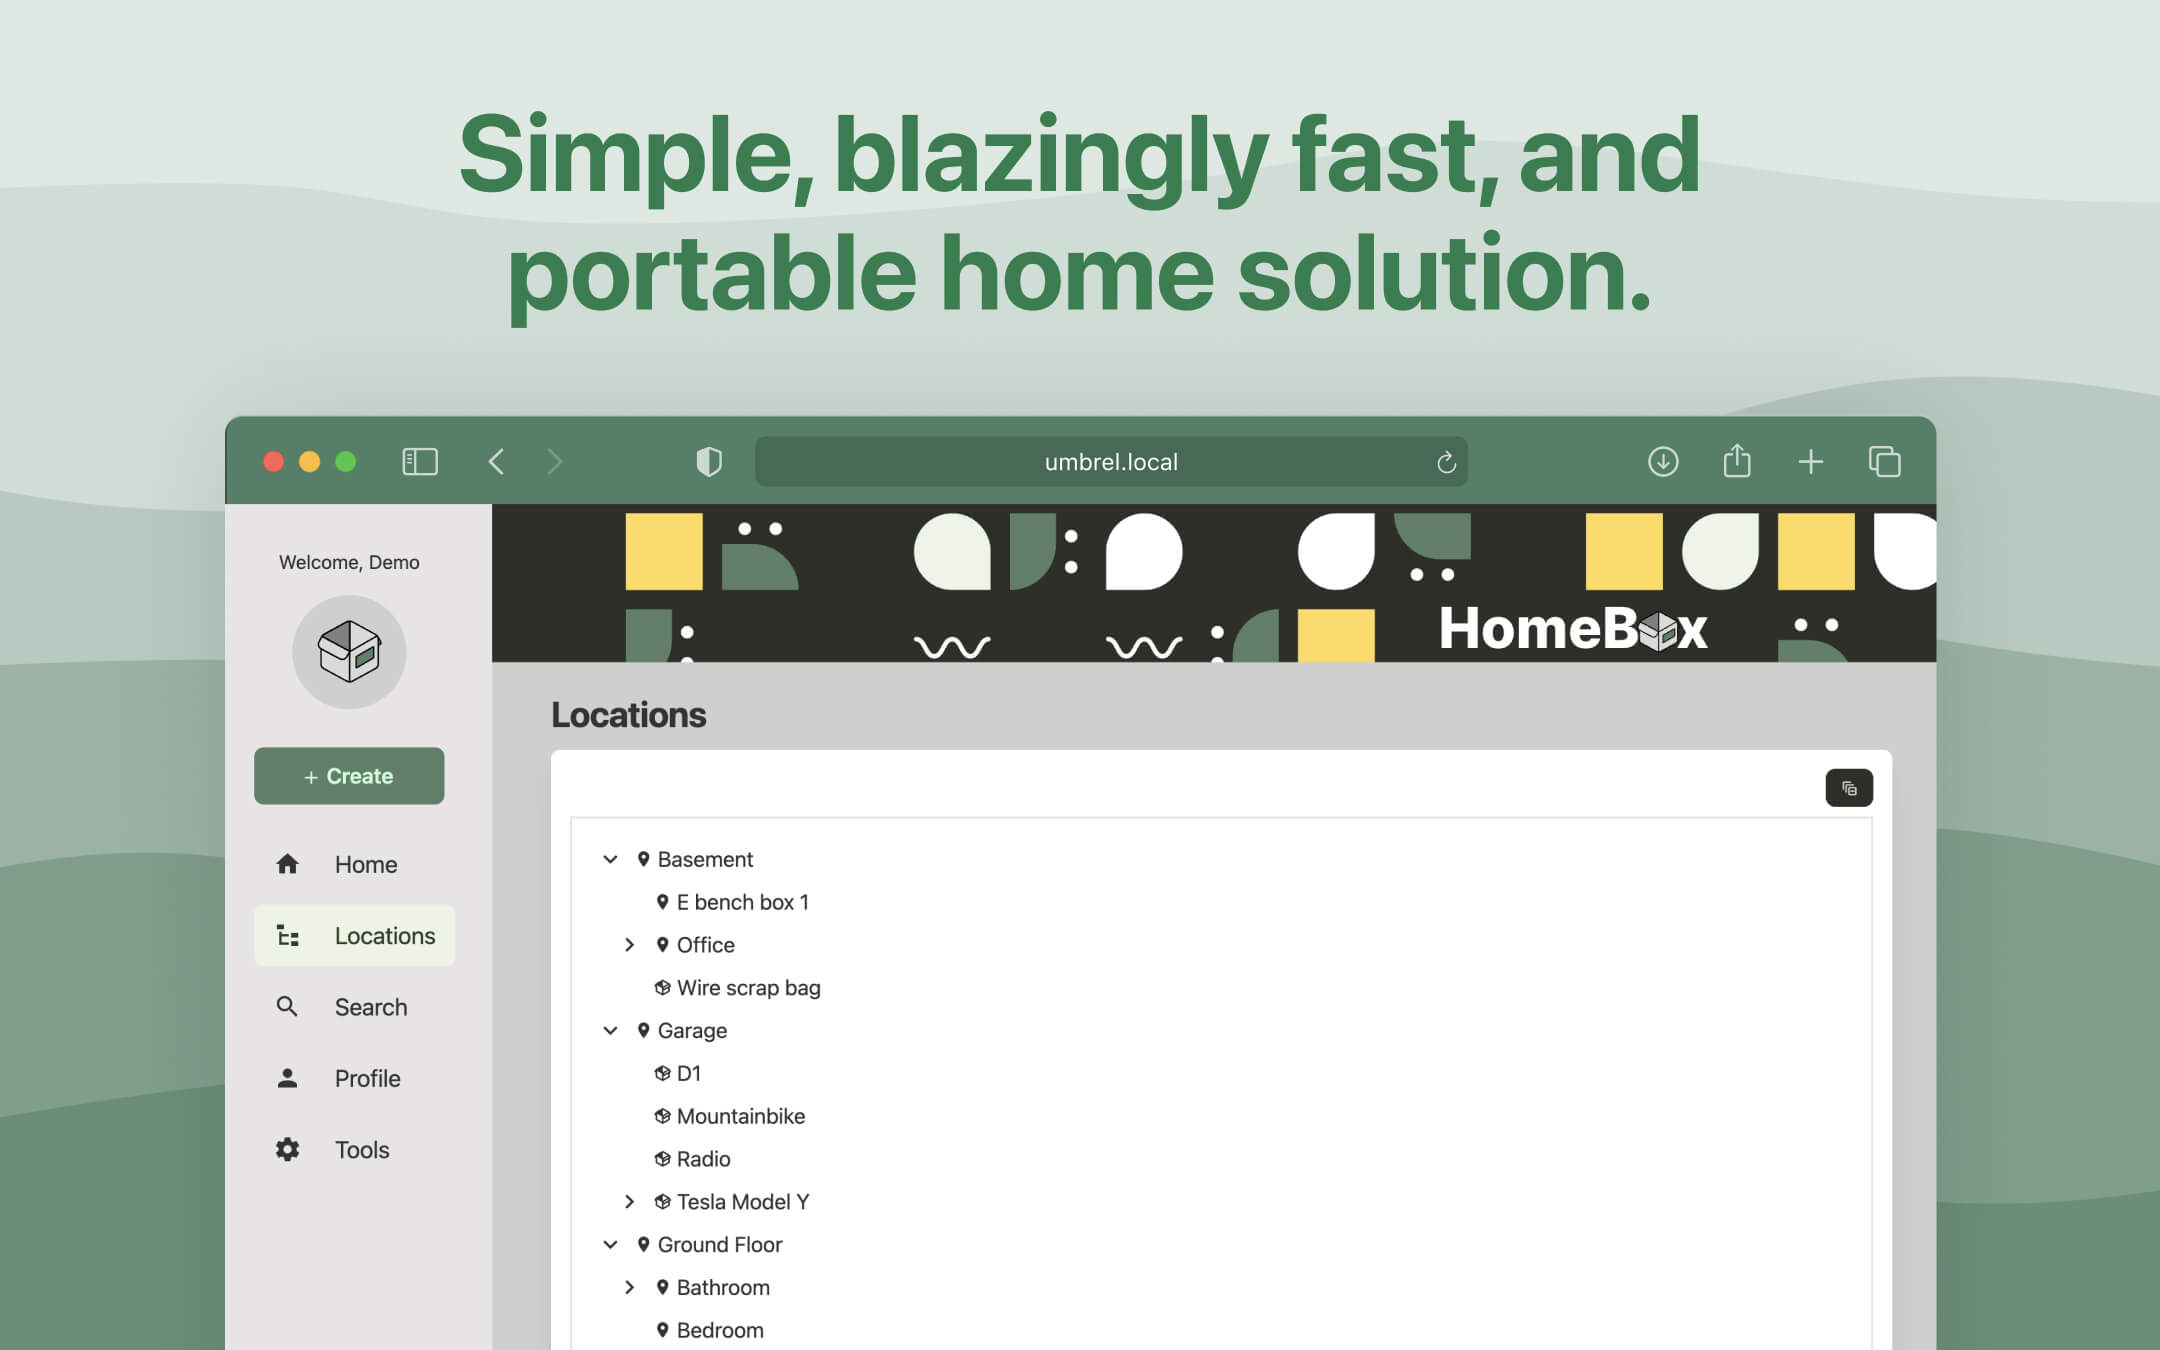 Simple, blazingly fast, and
portable home solution.
umbrel.local
Welcome, Demo
HomeBox
Locations
+ Create
Home
Locations
Search
Profile
Tools
Basement
E bench box 1
Office
Wire scrap bag
Garage
D1
Mountainbike
Radio
Tesla Model Y
Ground Floor
Bathroom
Bedroom